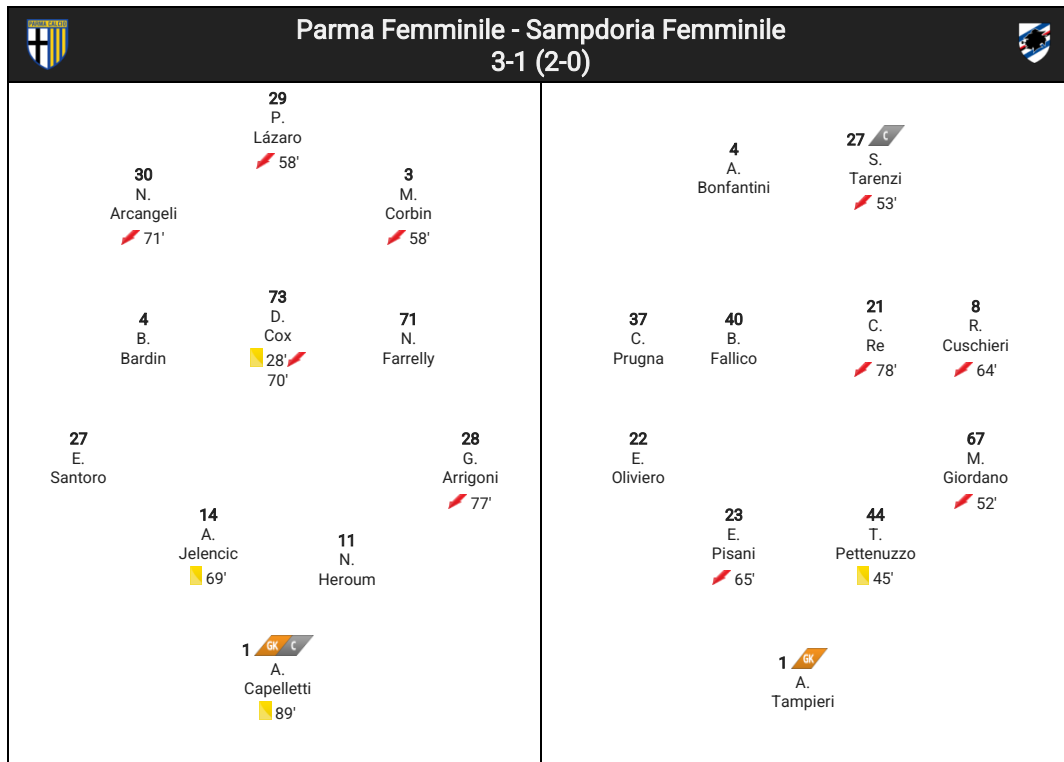 PARMA CALCIO
Parma Femminile - Sampdoria Femminile
3-1 (2-0)
29
P.
Lázaro
58'
30
N.
Arcangeli
71'
3
M.
Corbin
58'
4
B.
Bardin
73
D.
Cox
28'
70'
71
N.
Farrelly
27
E.
Santoro
28
G.
Arrigoni
77'
14
A.
Jelencic
69'
11
N.
Heroum
1 GK C
A.
Capelletti
89'
4
A.
Bonfantini
27 C
S.
Tarenzi
53'
37
C.
Prugna
40
B.
Fallico
21
C.
Re
78'
8
R.
Cuschieri
64'
22
E.
Oliviero
67
M.
Giordano
52'
23
E.
Pisani
65'
44
T.
Pettenuzzo
45'
1 GK
A.
Tampieri